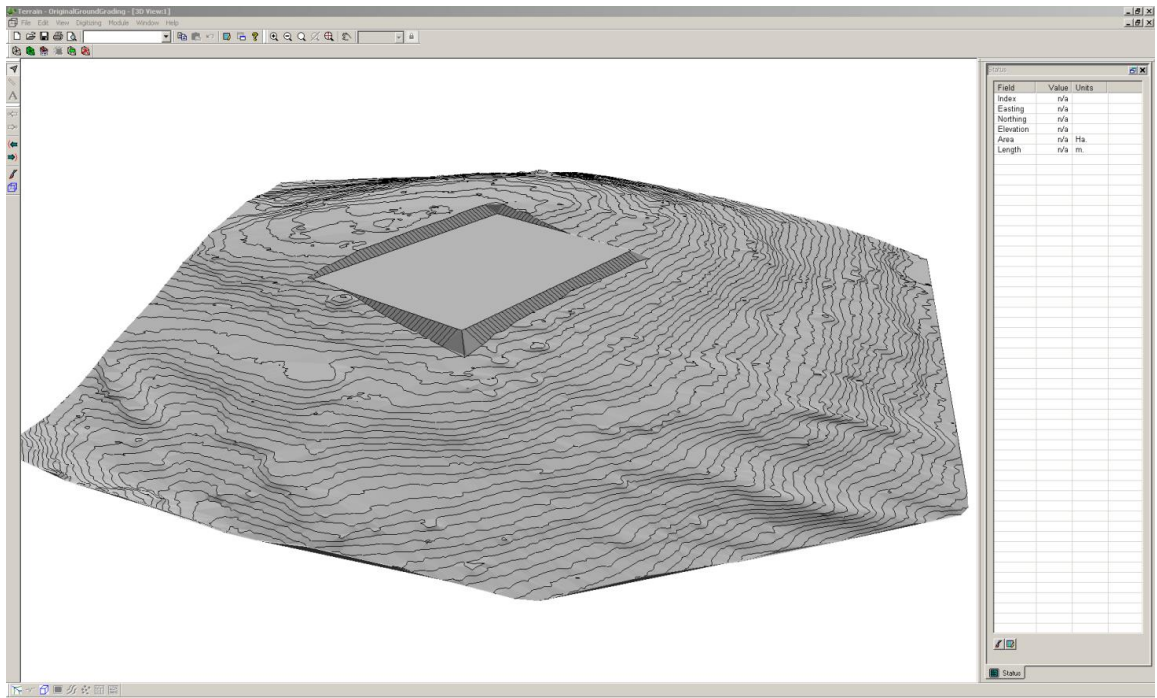 Terrain - OriginalGroundGrading - [3D View:1]
File Edit View Digitizing Module Window Help
Status
Field Value Units
Index n/a
Easting n/a
Northing n/a
Elevation n/a
Area n/a Ha.
Length n/a m.
Status